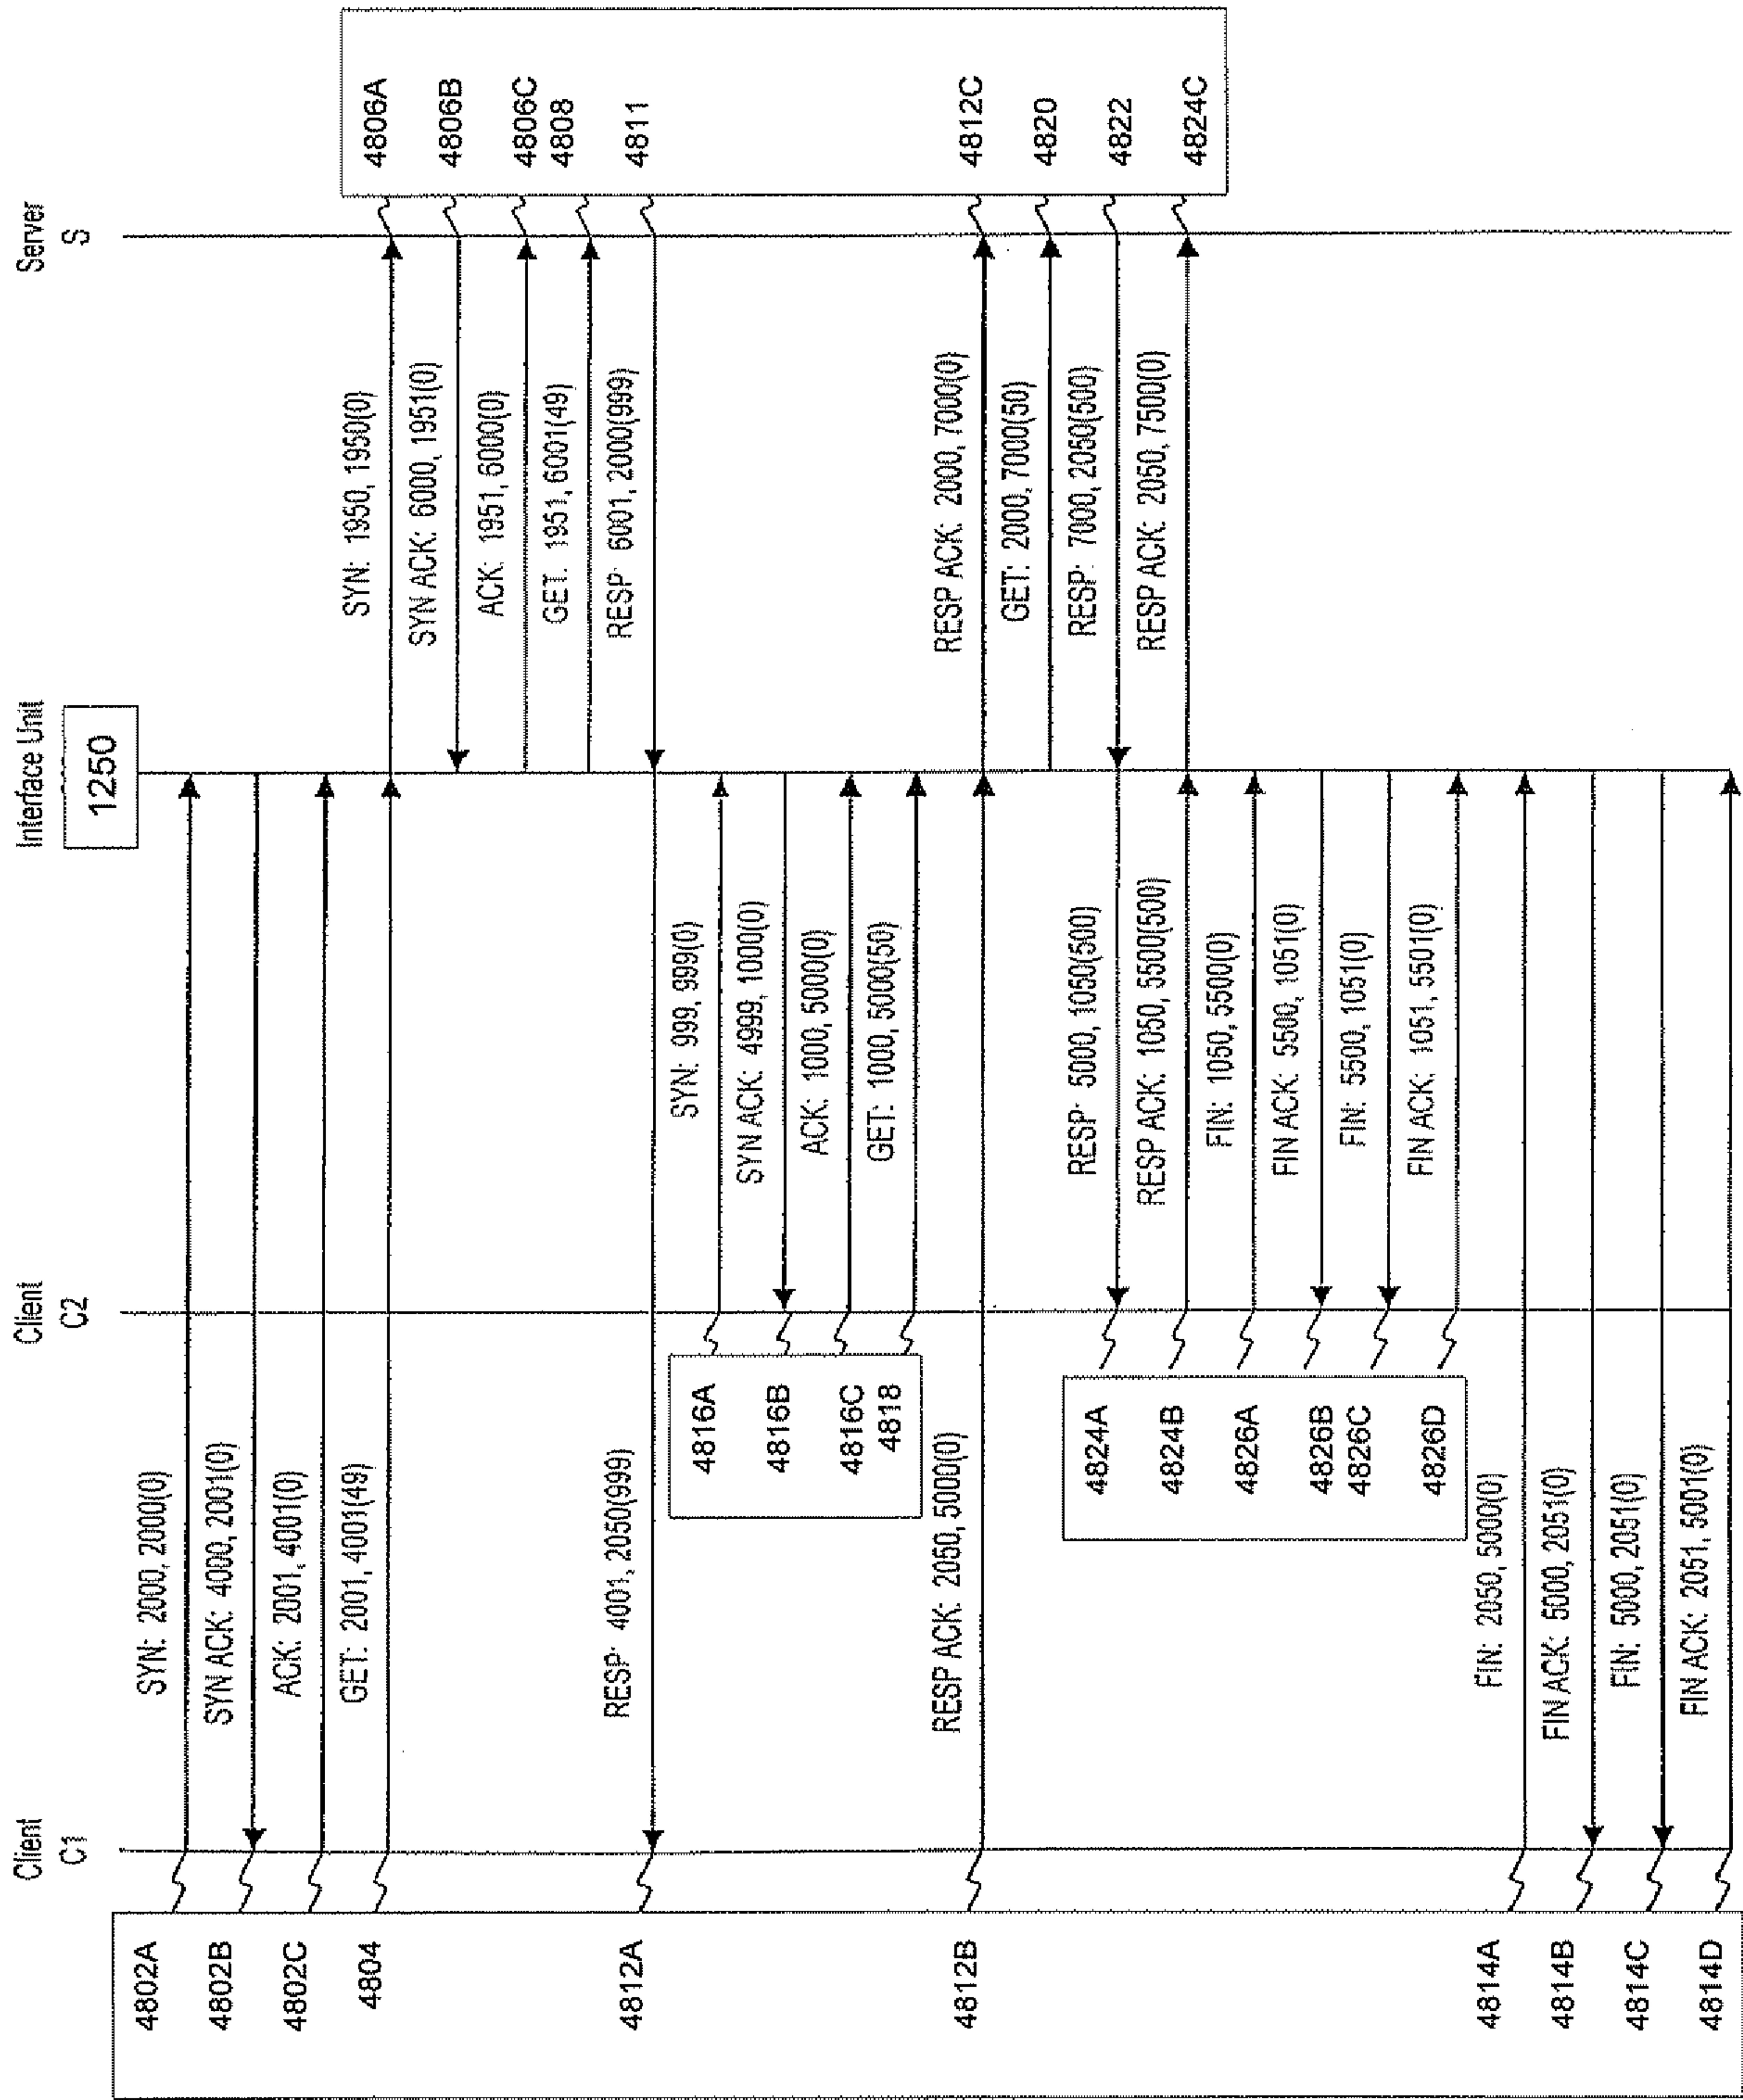 Client
C1
Client
C2
Interface Unit
1250
Server
S
4802A
SYN: 2000, 2000(0)
4802B
SYN ACK: 4000, 2001(0)
4802C
ACK: 2001, 4001(0)
4804
GET: 2001, 4001(49)
SYN: 1950, 1950(0)
4806A
SYN ACK: 6000, 1951(0)
4806B
ACK: 1951, 6000(0)
4806C
GET: 1951, 6001(49)
4808
RESP: 6001, 2000(999)
4811
4812A
RESP: 4001, 2050(999)
4816A
SYN: 999, 999(0)
4816B
SYN ACK: 4999, 1000(0)
4816C
ACK: 1000, 5000(0)
4818
GET: 1000, 5000(50)
4812B
RESP ACK: 2050, 5000(0)
RESP ACK: 2000, 7000(0)
4812C
GET: 2000, 7000(50)
4820
RESP: 7000, 2050(500)
4822
RESP ACK: 2050, 7500(0)
4824C
4824A
RESP: 5000, 1050(500)
4824B
RESP ACK: 1050, 5500(500)
4826A
FIN: 1050, 5500(0)
4826B
FIN ACK: 5500, 1051(0)
4826C
FIN: 5500, 1051(0)
4826D
FIN ACK: 1051, 5501(0)
4814A
FIN: 2050, 5000(0)
4814B
FIN ACK: 5000, 2051(0)
4814C
FIN: 5000, 2051(0)
4814D
FIN ACK: 2051, 5001(0)